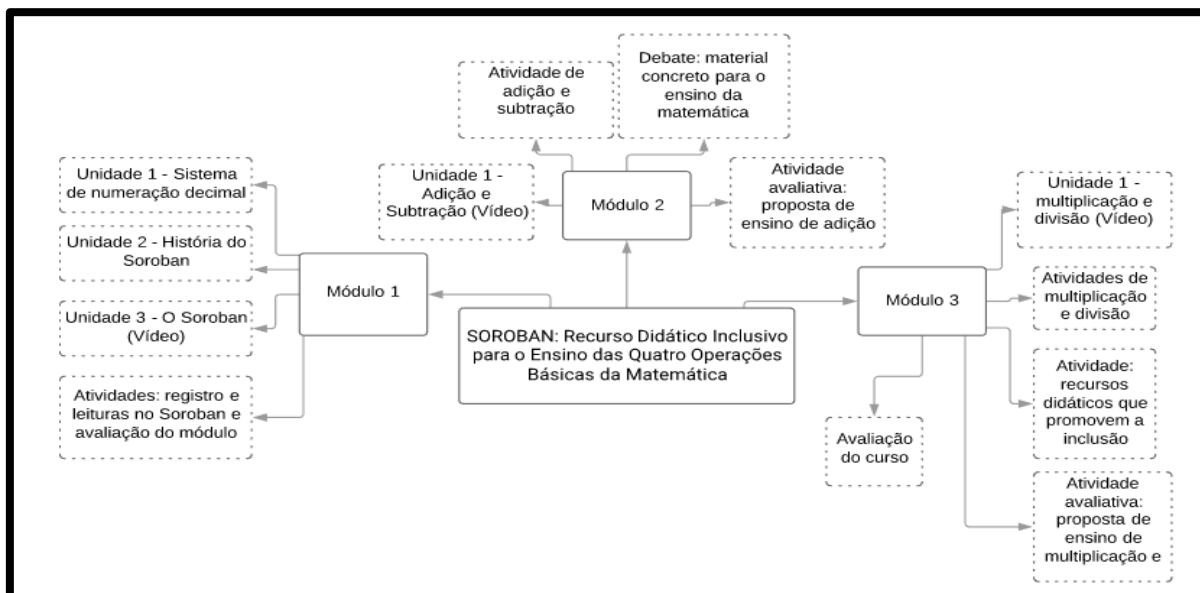 Debate: material
concreto para o
ensino da
matemática
Atividade de
adição e
subtração
Unidade 1 -
Adição e
Subtração (Vídeo)
Módulo 2
Atividade
avaliativa:
proposta de
ensino de adição
Unidade 1 - Sistema
de numeração decimal
Unidade 2 - História do
Soroban
Unidade 3 - O Soroban
(Vídeo)
Atividades: registro e
leituras no Soroban e
avaliação do módulo
Módulo 1
SOROBAN: Recurso Didático Inclusivo
para o Ensino das Quatro Operações
Básicas da Matemática
Módulo 3
Unidade 1 -
multiplicação e
divisão (Vídeo)
Atividades de
multiplicação
e divisão
Atividade:
recursos
didáticos que
promovem a
inclusão
Avaliação
do curso
Atividade
avaliativa:
proposta de
ensino de
multiplicação e